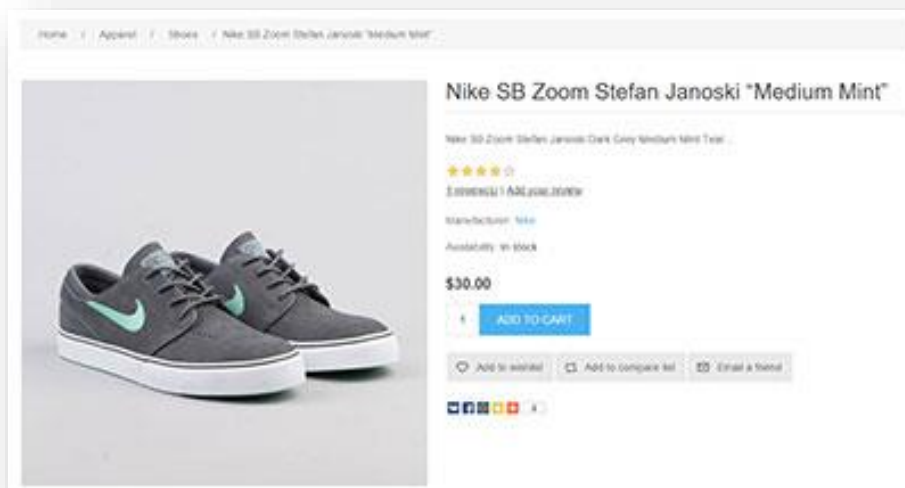 Home / Apparel / Shoes / Nike SB Zoom Stefan Janoski "Medium Mint"
Nike SB Zoom Stefan Janoski “Medium Mint”
Nike SB Zoom Stefan Janoski Dark Grey Medium Mint Teal ...
review(s) | Add your review
Manufacturer: Nike
Availability: In stock
$30.00
1 ADD TO CART
Add to wishlist Add to compare list Email a friend